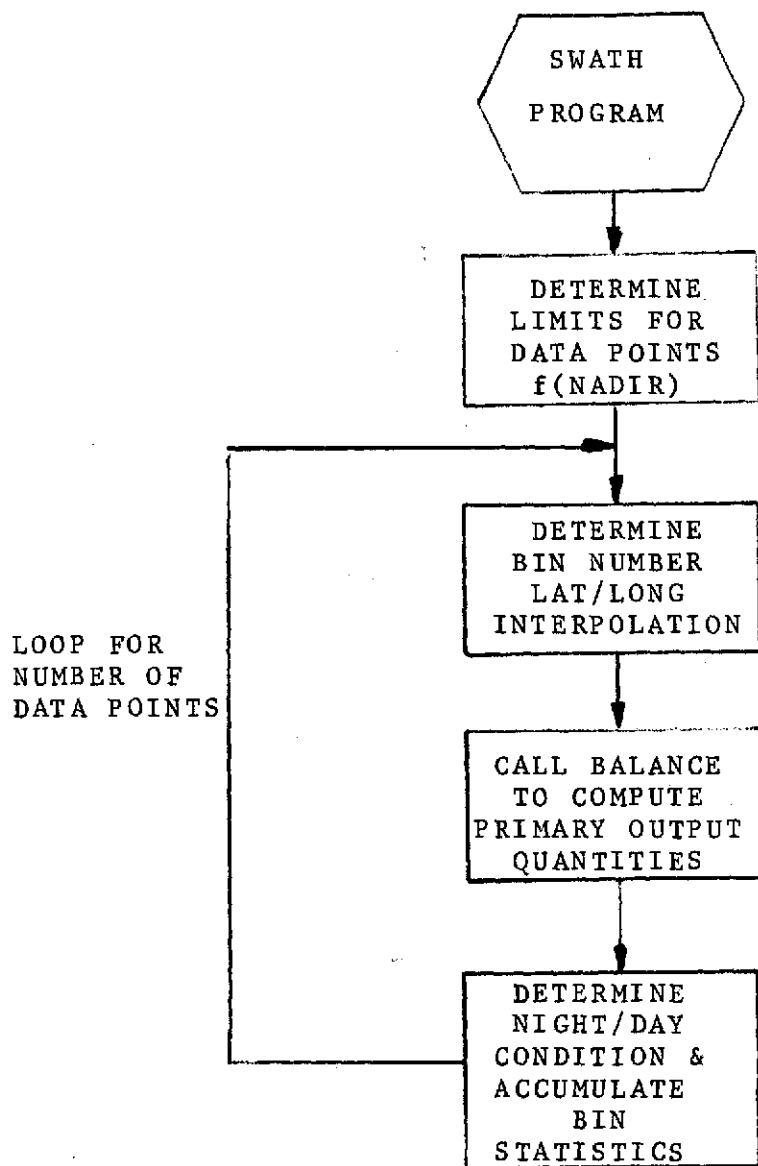 SWATH
PROGRAM
DETERMINE
LIMITS FOR
DATA POINTS
f(NADIR)
DETERMINE
BIN NUMBER
LAT/LONG
INTERPOLATION
LOOP FOR
NUMBER OF
DATA POINTS
CALL BALANCE
TO COMPUTE
PRIMARY OUTPUT
QUANTITIES
DETERMINE
NIGHT/DAY
CONDITION &
ACCUMULATE
BIN
STATISTICS